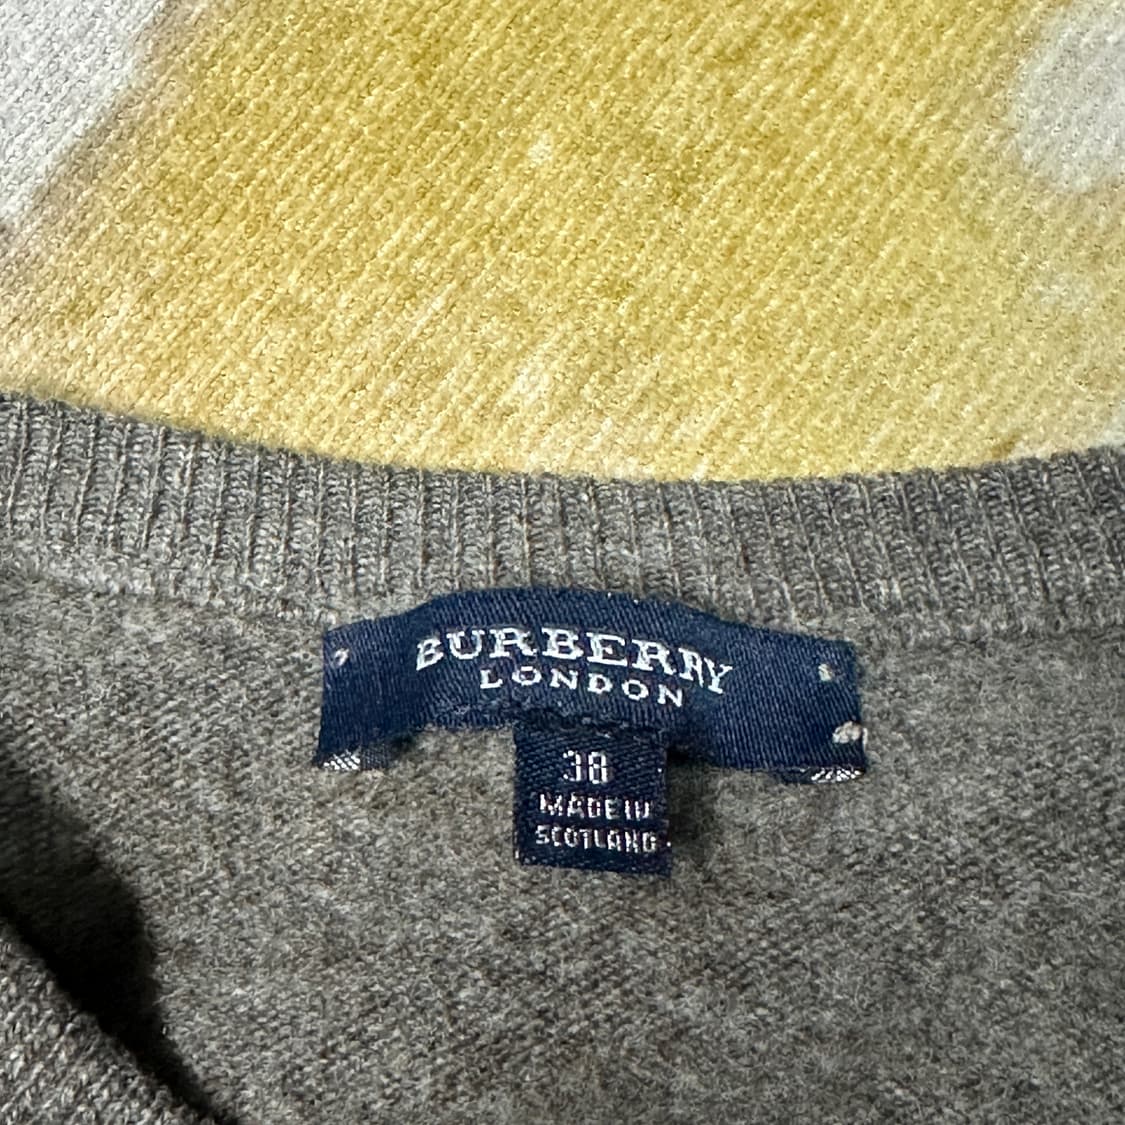 BURBERRY
LONDON
38
MADE IN
SCOTLAND